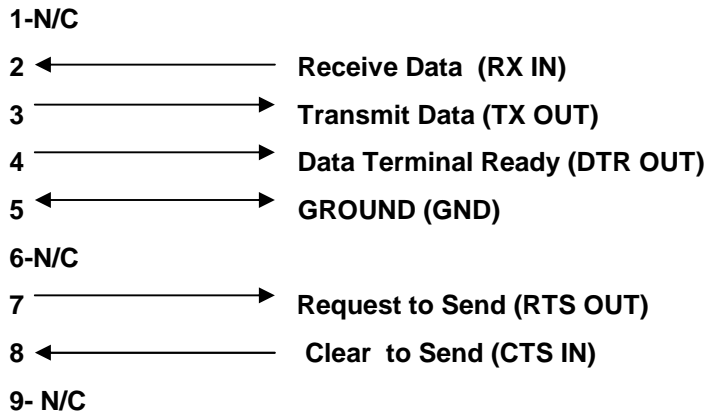 1-N/C
2 Receive Data (RX IN)
3 Transmit Data (TX OUT)
4 Data Terminal Ready (DTR OUT)
5 GROUND (GND)
6-N/C
7 Request to Send (RTS OUT)
8 Clear to Send (CTS IN)
9- N/C